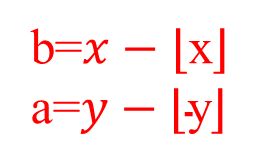 b=x − ⌊x⌋
a=y − ⌊-y⌋